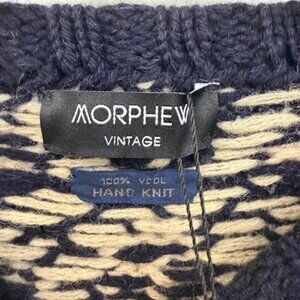 MORPHEW
VINTAGE
100% WOOL
HAND KNIT